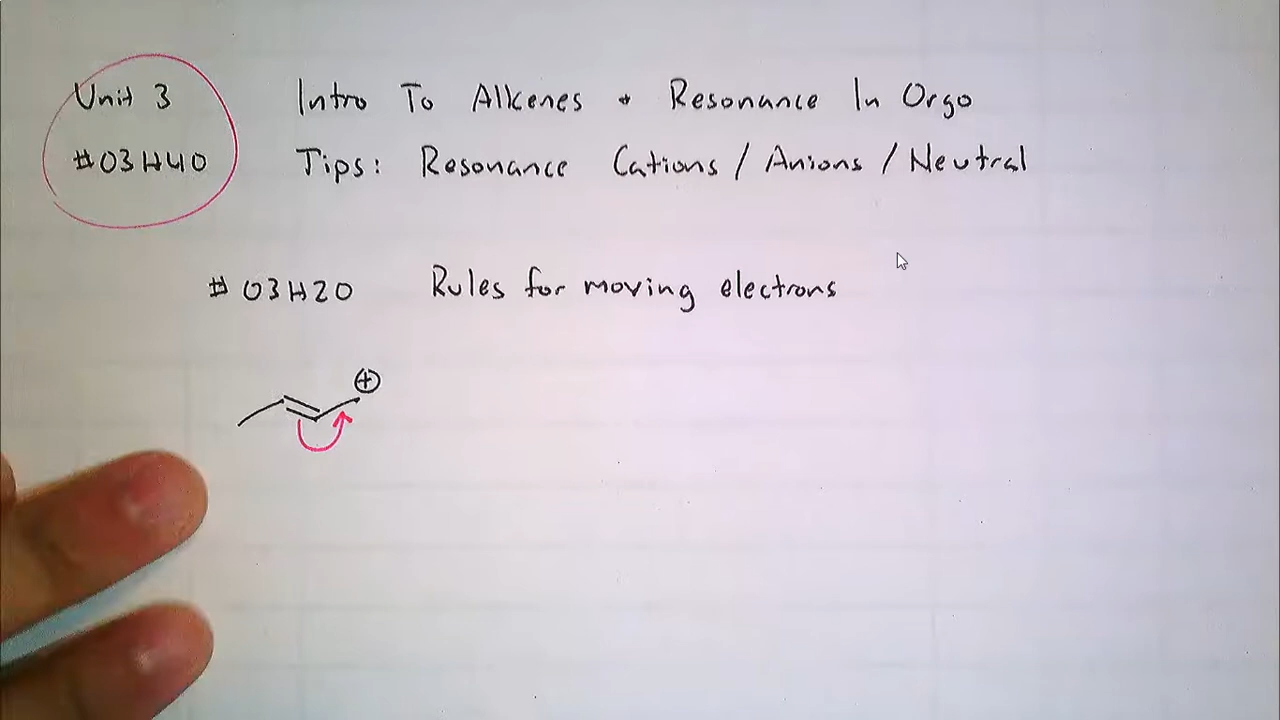 Unit 3 Intro To Alkenes + Resonance In Orgo
#03H40 Tips: Resonance Cations / Anions / Neutral
#03H20 Rules for moving electrons
+